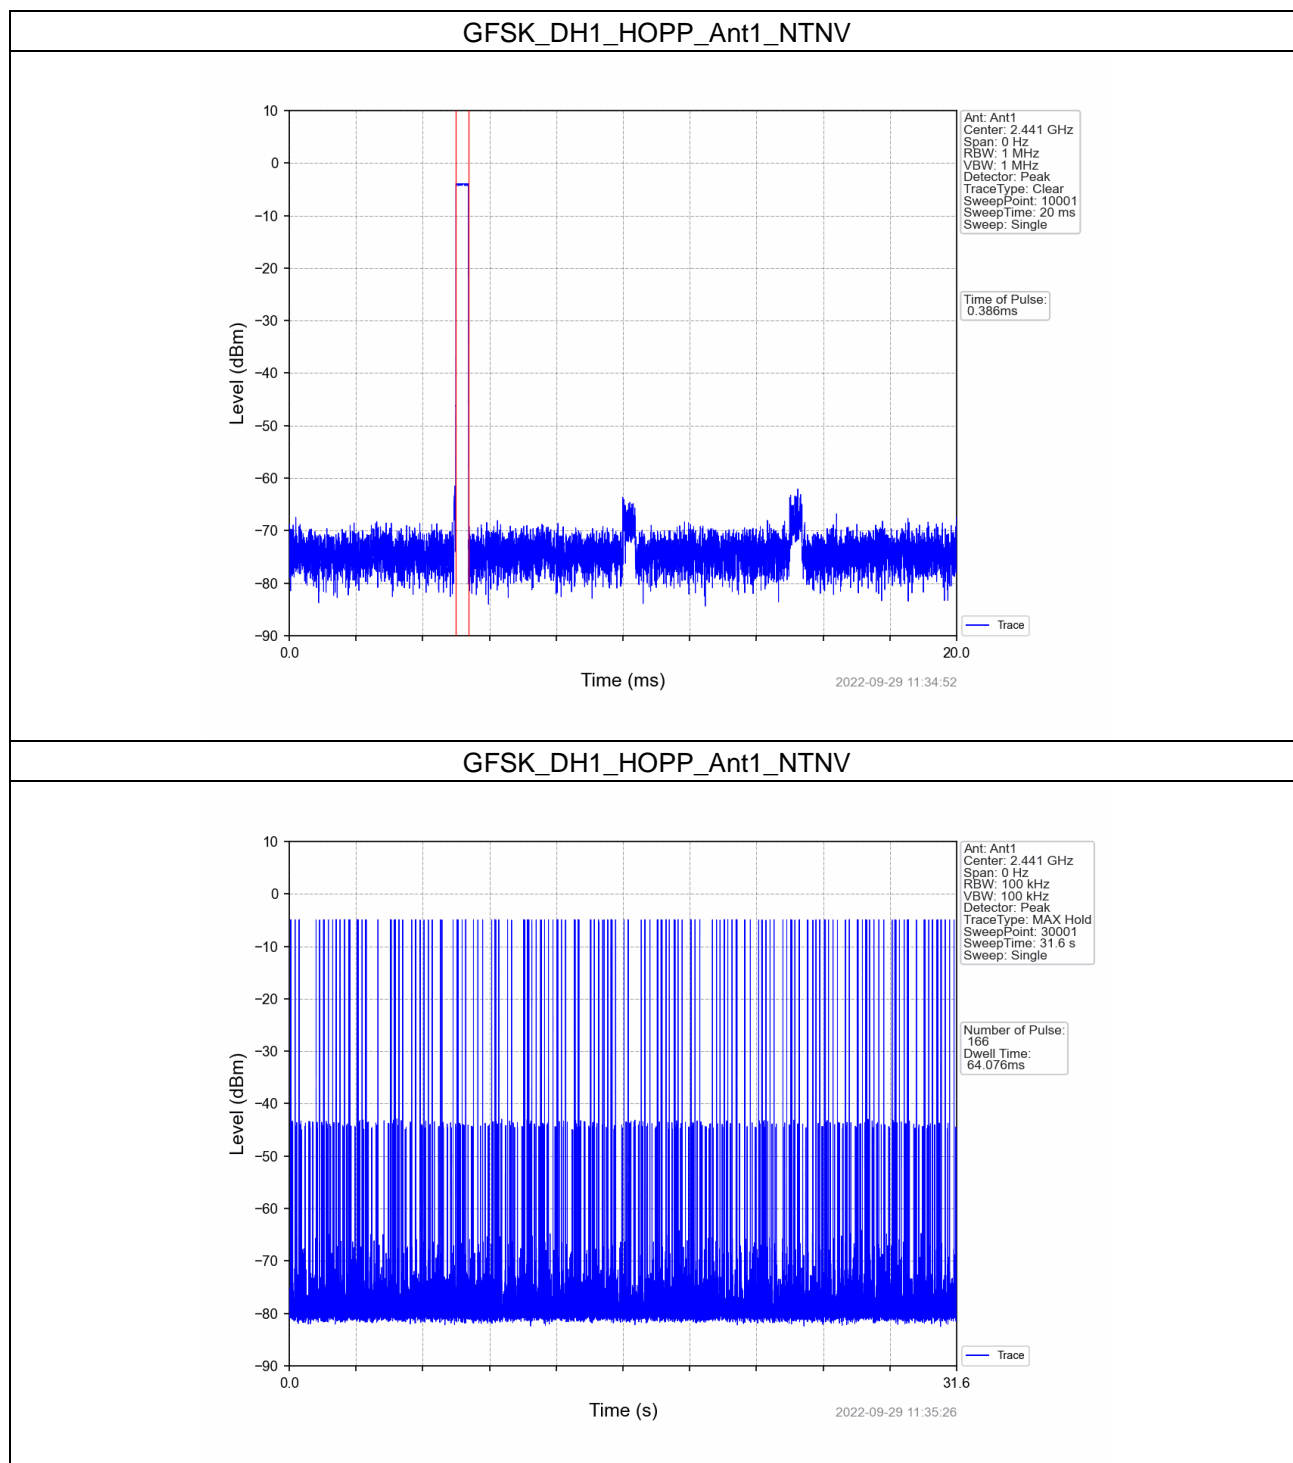 GFSK_DH1_HOPP_Ant1_NTNV
10
0
−10
−20
−30
−40
−50
−60
−70
−80
−90
Level (dBm)
0.0
20.0
Time (ms)
2022-09-29 11:34:52
Ant: Ant1
Center: 2.441 GHz
Span: 0 Hz
RBW: 1 MHz
VBW: 1 MHz
Detector: Peak
TraceType: Clear
SweepPoint: 10001
SweepTime: 20 ms
Sweep: Single
Time of Pulse:
0.386ms
Trace
GFSK_DH1_HOPP_Ant1_NTNV
10
0
−10
−20
−30
−40
−50
−60
−70
−80
−90
Level (dBm)
0.0
31.6
Time (s)
2022-09-29 11:35:26
Ant: Ant1
Center: 2.441 GHz
Span: 0 Hz
RBW: 100 kHz
VBW: 100 kHz
Detector: Peak
TraceType: MAX Hold
SweepPoint: 30001
SweepTime: 31.6 s
Sweep: Single
Number of Pulse:
166
Dwell Time:
64.076ms
Trace